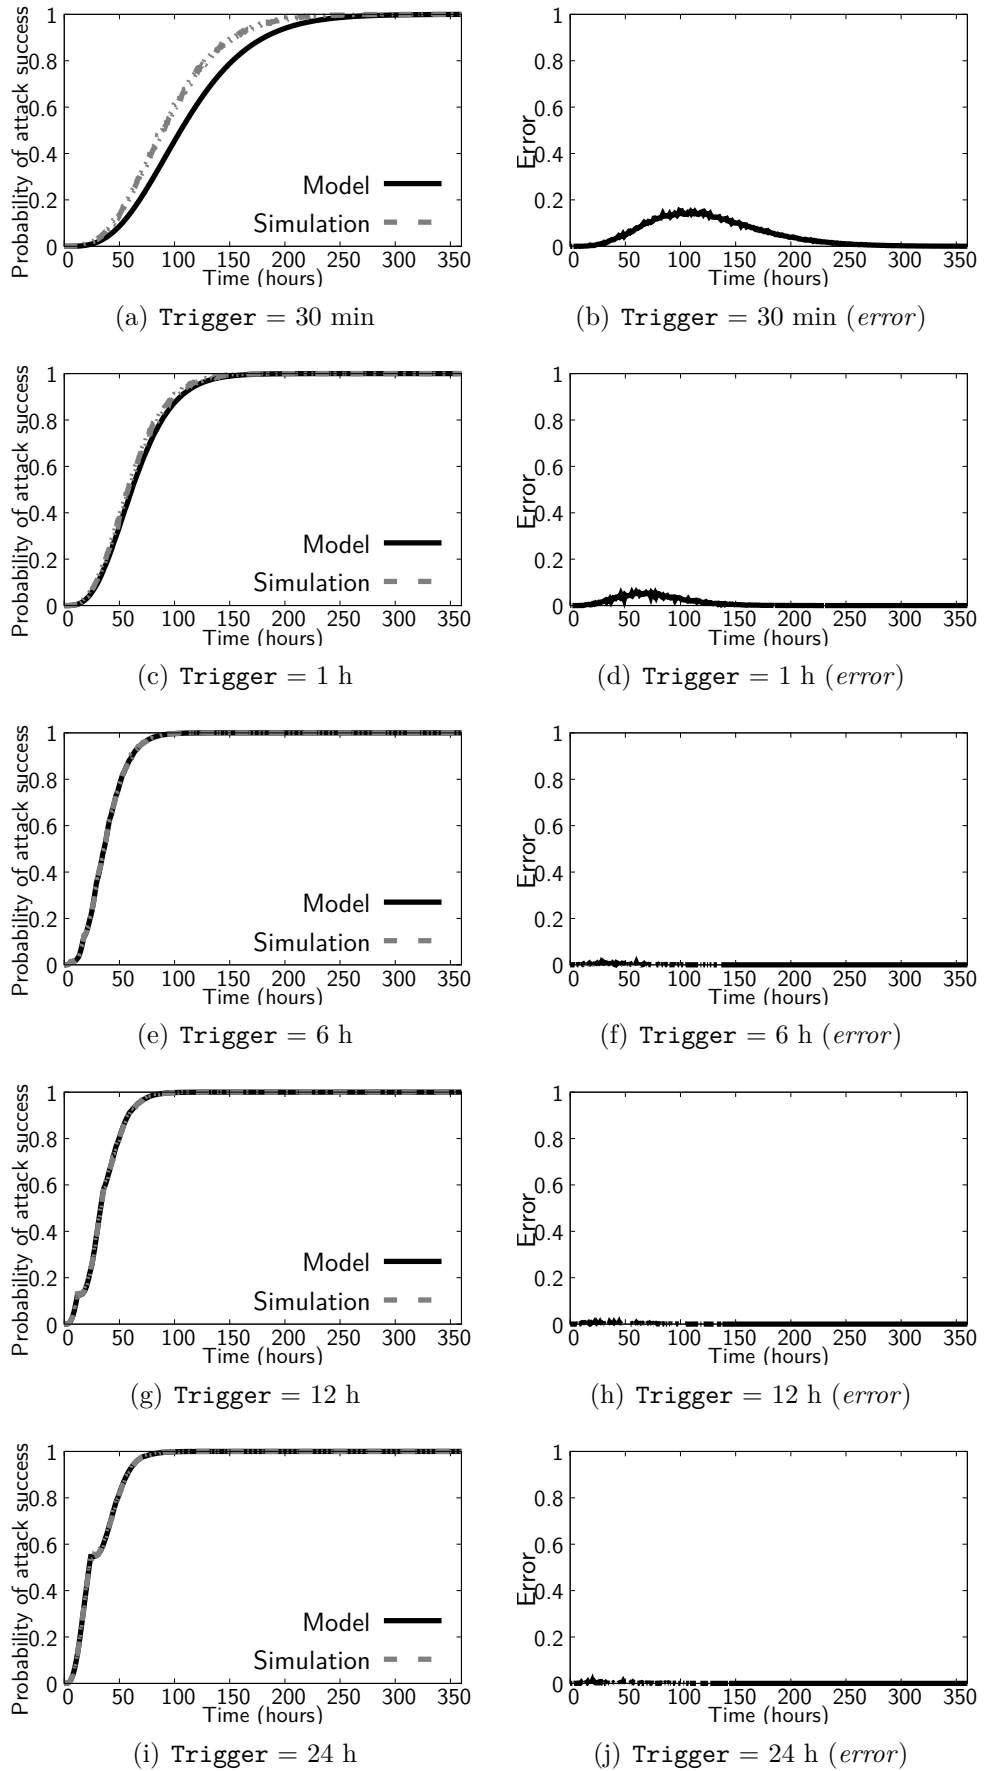 Probability of attack success
1
0.8
0.6
0.4
0.2
0
Model
Simulation
0 50 100 150 200 250 300 350
Time (hours)
(a) Trigger = 30 min
Error
1
0.8
0.6
0.4
0.2
0
0 50 100 150 200 250 300 350
Time (hours)
(b) Trigger = 30 min (error)
Probability of attack success
1
0.8
0.6
0.4
0.2
0
Model
Simulation
0 50 100 150 200 250 300 350
Time (hours)
(c) Trigger = 1 h
Error
1
0.8
0.6
0.4
0.2
0
0 50 100 150 200 250 300 350
Time (hours)
(d) Trigger = 1 h (error)
Probability of attack success
1
0.8
0.6
0.4
0.2
0
Model
Simulation
0 50 100 150 200 250 300 350
Time (hours)
(e) Trigger = 6 h
Error
1
0.8
0.6
0.4
0.2
0
0 50 100 150 200 250 300 350
Time (hours)
(f) Trigger = 6 h (error)
Probability of attack success
1
0.8
0.6
0.4
0.2
0
Model
Simulation
0 50 100 150 200 250 300 350
Time (hours)
(g) Trigger = 12 h
Error
1
0.8
0.6
0.4
0.2
0
0 50 100 150 200 250 300 350
Time (hours)
(h) Trigger = 12 h (error)
Probability of attack success
1
0.8
0.6
0.4
0.2
0
Model
Simulation
0 50 100 150 200 250 300 350
Time (hours)
(i) Trigger = 24 h
Error
1
0.8
0.6
0.4
0.2
0
0 50 100 150 200 250 300 350
Time (hours)
(j) Trigger = 24 h (error)